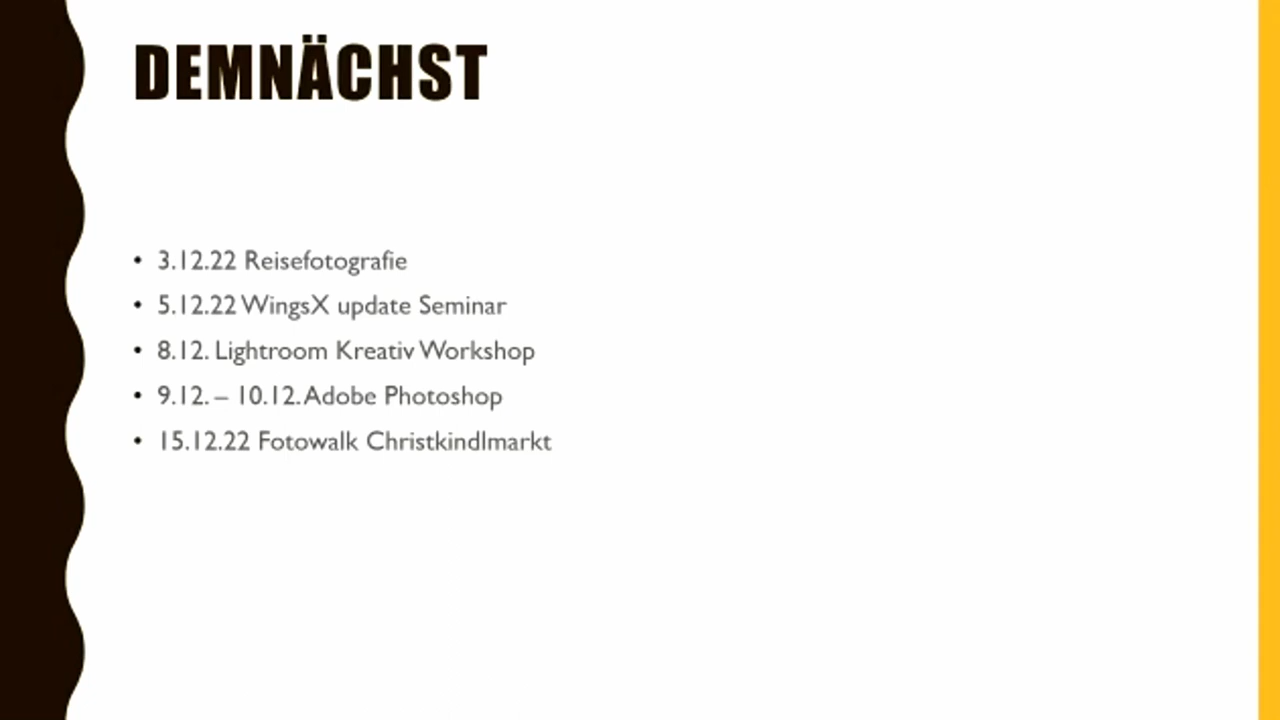 DEMNÄCHST
• 3.12.22 Reisefotografie
• 5.12.22 WingsX update Seminar
• 8.12. Lightroom Kreativ Workshop
• 9.12. – 10.12. Adobe Photoshop
• 15.12.22 Fotowalk Christkindlmarkt